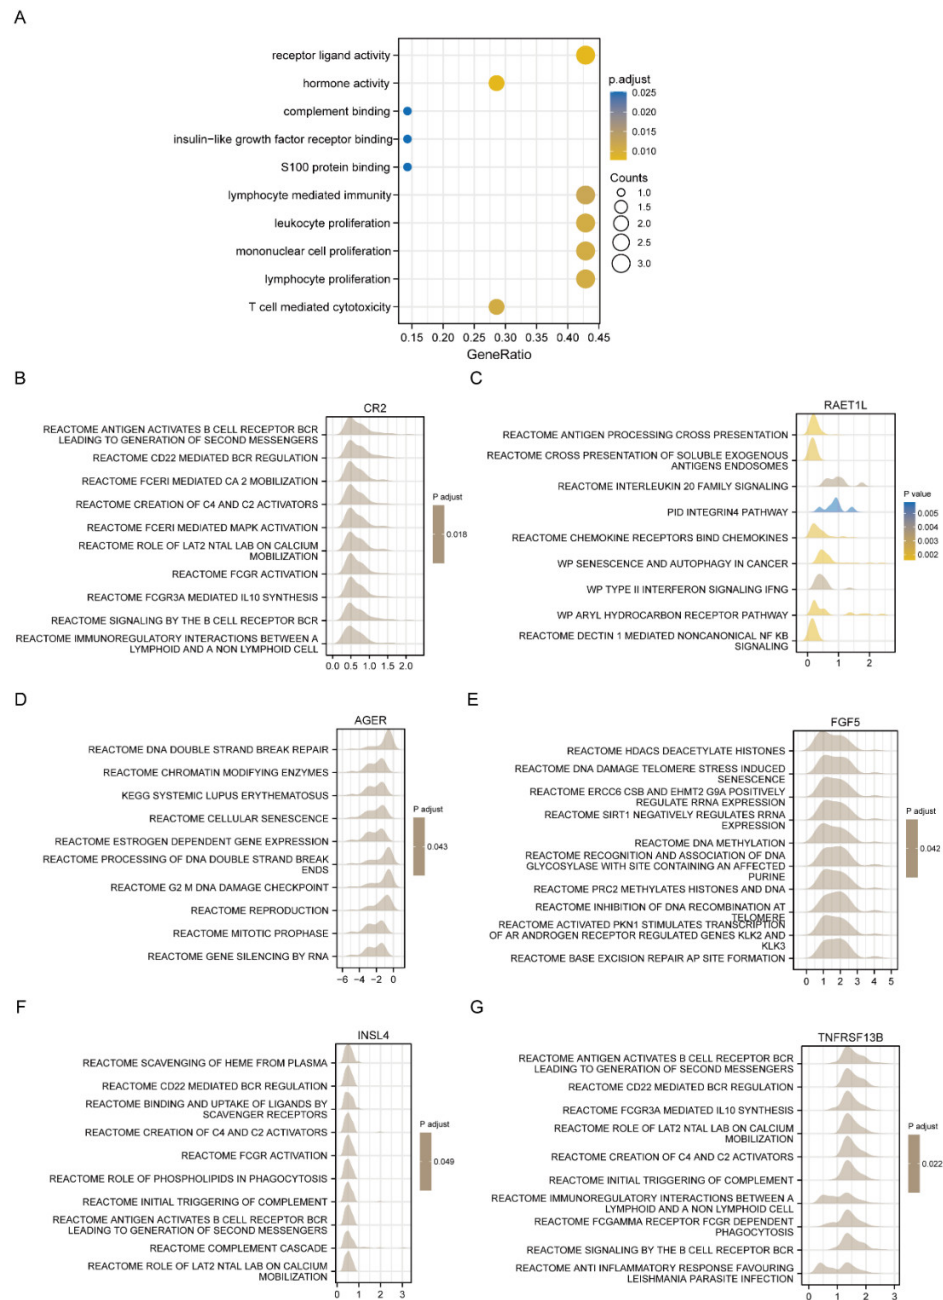 A
receptor ligand activity
hormone activity
complement binding
insulin−like growth factor receptor binding
S100 protein binding
lymphocyte mediated immunity
leukocyte proliferation
mononuclear cell proliferation
lymphocyte proliferation
T cell mediated cytotoxicity
0.15 0.20 0.25 0.30 0.35 0.40 0.45
GeneRatio
p.adjust
0.025
0.020
0.015
0.010
Counts
1.0
1.5
2.0
2.5
3.0
B
CR2
REACTOME ANTIGEN ACTIVATES B CELL RECEPTOR BCR
LEADING TO GENERATION OF SECOND MESSENGERS
REACTOME CD22 MEDIATED BCR REGULATION
REACTOME FCERI MEDIATED CA 2 MOBILIZATION
REACTOME CREATION OF C4 AND C2 ACTIVATORS
REACTOME FCERI MEDIATED MAPK ACTIVATION
REACTOME ROLE OF LAT2 NTAL LAB ON CALCIUM
MOBILIZATION
REACTOME FCGR ACTIVATION
REACTOME FCGR3A MEDIATED IL10 SYNTHESIS
REACTOME SIGNALING BY THE B CELL RECEPTOR BCR
REACTOME IMMUNOREGULATORY INTERACTIONS BETWEEN A
LYMPHOID AND A NON LYMPHOID CELL
0.0 0.5 1.0 1.5 2.0
P adjust
0.018
C
RAET1L
REACTOME ANTIGEN PROCESSING CROSS PRESENTATION
REACTOME CROSS PRESENTATION OF SOLUBLE EXOGENOUS
ANTIGENS ENDOSOMES
REACTOME INTERLEUKIN 20 FAMILY SIGNALING
PID INTEGRIN4 PATHWAY
REACTOME CHEMOKINE RECEPTORS BIND CHEMOKINES
WP SENESCENCE AND AUTOPHAGY IN CANCER
WP TYPE II INTERFERON SIGNALING IFNG
WP ARYL HYDROCARBON RECEPTOR PATHWAY
REACTOME DECTIN 1 MEDIATED NONCANONICAL NF KB
SIGNALING
0 1 2
P value
0.005
0.004
0.003
0.002
D
AGER
REACTOME DNA DOUBLE STRAND BREAK REPAIR
REACTOME CHROMATIN MODIFYING ENZYMES
KEGG SYSTEMIC LUPUS ERYTHEMATOSUS
REACTOME CELLULAR SENESCENCE
REACTOME ESTROGEN DEPENDENT GENE EXPRESSION
REACTOME PROCESSING OF DNA DOUBLE STRAND BREAK
ENDS
REACTOME G2 M DNA DAMAGE CHECKPOINT
REACTOME REPRODUCTION
REACTOME MITOTIC PROPHASE
REACTOME GENE SILENCING BY RNA
−6 −4 −2 0
P adjust
0.043
E
FGF5
REACTOME HDACS DEACETYLATE HISTONES
REACTOME DNA DAMAGE TELOMERE STRESS INDUCED
SENESCENCE
REACTOME ERCC6 CSB AND EHMT2 G9A POSITIVELY
REGULATE RRNA EXPRESSION
REACTOME SIRT1 NEGATIVELY REGULATES RRNA
EXPRESSION
REACTOME DNA METHYLATION
REACTOME RECOGNITION AND ASSOCIATION OF DNA
GLYCOSYLASE WITH SITE CONTAINING AN AFFECTED
PURINE
REACTOME PRC2 METHYLATES HISTONES AND DNA
REACTOME INHIBITION OF DNA RECOMBINATION AT
TELOMERE
REACTOME ACTIVATED PKN1 STIMULATES TRANSCRIPTION
OF AR ANDROGEN RECEPTOR REGULATED GENES KLK2 AND
KLK3
REACTOME BASE EXCISION REPAIR AP SITE FORMATION
0 1 2 3 4 5
P adjust
0.042
F
INSL4
REACTOME SCAVENGING OF HEME FROM PLASMA
REACTOME CD22 MEDIATED BCR REGULATION
REACTOME BINDING AND UPTAKE OF LIGANDS BY
SCAVENGER RECEPTORS
REACTOME CREATION OF C4 AND C2 ACTIVATORS
REACTOME FCGR ACTIVATION
REACTOME ROLE OF PHOSPHOLIPIDS IN PHAGOCYTOSIS
REACTOME INITIAL TRIGGERING OF COMPLEMENT
REACTOME ANTIGEN ACTIVATES B CELL RECEPTOR BCR
LEADING TO GENERATION OF SECOND MESSENGERS
REACTOME COMPLEMENT CASCADE
REACTOME ROLE OF LAT2 NTAL LAB ON CALCIUM
MOBILIZATION
0 1 2 3
P adjust
0.049
G
TNFRSF13B
REACTOME ANTIGEN ACTIVATES B CELL RECEPTOR BCR
LEADING TO GENERATION OF SECOND MESSENGERS
REACTOME CD22 MEDIATED BCR REGULATION
REACTOME FCGR3A MEDIATED IL10 SYNTHESIS
REACTOME ROLE OF LAT2 NTAL LAB ON CALCIUM
MOBILIZATION
REACTOME CREATION OF C4 AND C2 ACTIVATORS
REACTOME INITIAL TRIGGERING OF COMPLEMENT
REACTOME IMMUNOREGULATORY INTERACTIONS BETWEEN A
LYMPHOID AND A NON LYMPHOID CELL
REACTOME FCGAMMA RECEPTOR FCGR DEPENDENT
PHAGOCYTOSIS
REACTOME SIGNALING BY THE B CELL RECEPTOR BCR
REACTOME ANTI INFLAMMATORY RESPONSE FAVOURING
LEISHMANIA PARASITE INFECTION
0 1 2 3
P adjust
0.022